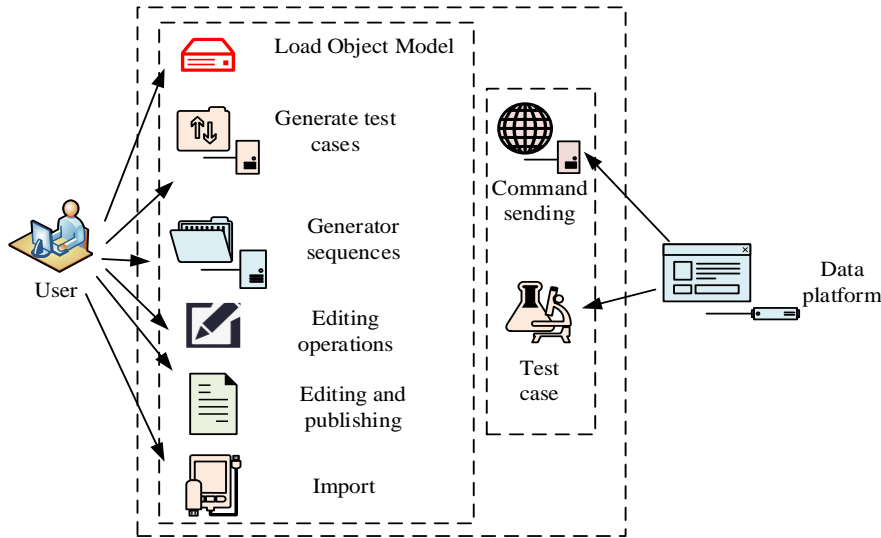 Load Object Model
Generate test
cases
Generator
sequences
Editing
operations
Editing and
publishing
Import
User
Command
sending
Test
case
Data
platform